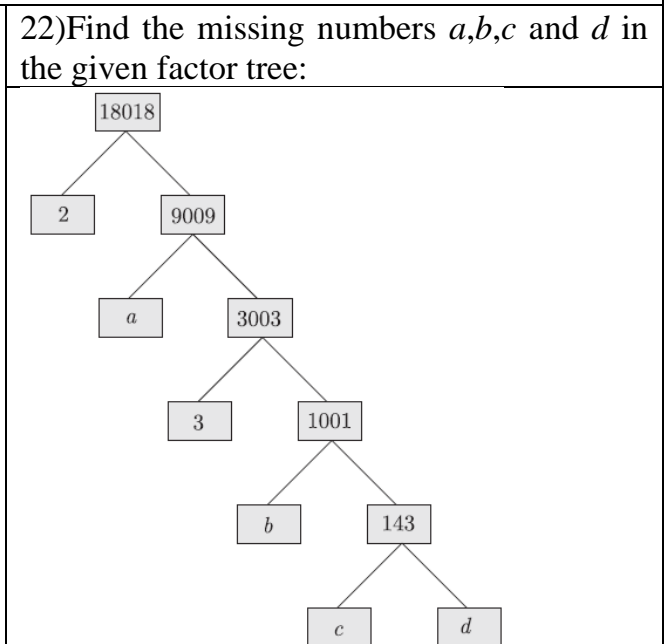 22)Find the missing numbers a,b,c and d in
the given factor tree:
18018
2 9009
a 3003
3 1001
b 143
c d